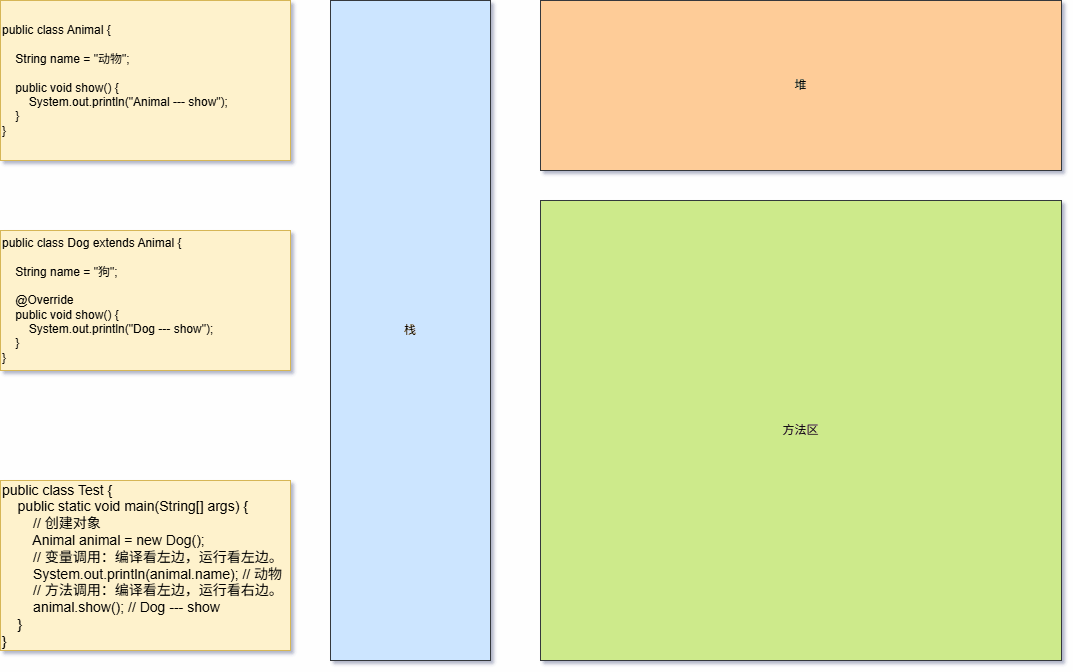 public class Animal {
String name = "动物";
public void show() {
System.out.println("Animal --- show");
}
}
public class Dog extends Animal {
String name = "狗";
@Override
public void show() {
System.out.println("Dog --- show");
}
}
public class Test {
public static void main(String[] args) {
// 创建对象
Animal animal = new Dog();
// 变量调用：编译看左边，运行看左边。
System.out.println(animal.name); // 动物
// 方法调用：编译看左边，运行看右边。
animal.show(); // Dog --- show
}
}
栈
堆
方法区